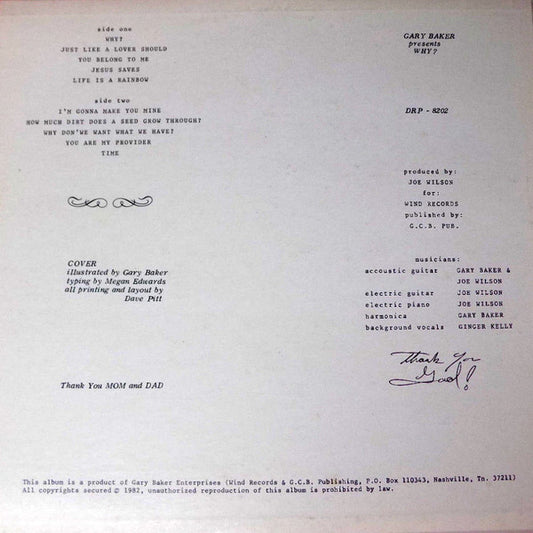 side one
WHY?
JUST LIKE A LOVER SHOULD
YOU BELONG TO ME
JESUS SAVES
LIFE IS A RAINBOW
side two
I'M GONNA MAKE YOU MINE
HOW MUCH DIRT DOES A SEED GROW THROUGH?
WHY DON'WE WANT WHAT WE HAVE?
YOU ARE MY PROVIDER
TIME
GARY BAKER
presents
WHY?
DRP - 8202
produced by:
JOE WILSON
for:
WIND RECORDS
published by:
G.C.B. PUB.
COVER
illustrated by Gary Baker
typing by Megan Edwards
all printing and layout by
Dave Pitt
musicians:
accoustic guitar GARY BAKER &
JOE WILSON
electric guitar JOE WILSON
electric piano JOE WILSON
harmonica GARY BAKER
background vocals GINGER KELLY
Thank You
God!
Thank You MOM and DAD
This album is a product of Gary Baker Enterprises (Wind Records & G.C.B. Publishing, P.O. Box 110343, Nashville, Tn. 37211)
All copyrights secured © 1982, unauthorized reproduction of this album is prohibited by law.